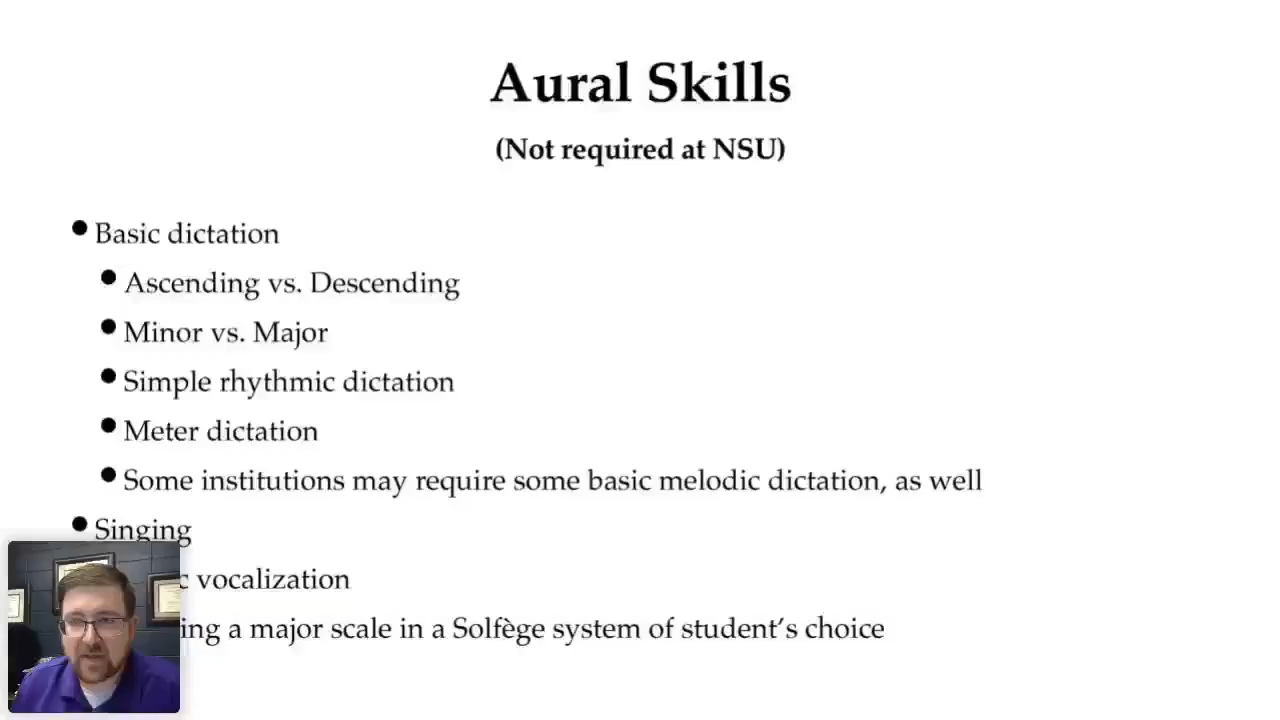 Aural Skills
(Not required at NSU)
Basic dictation
Ascending vs. Descending
Minor vs. Major
Simple rhythmic dictation
Meter dictation
Some institutions may require some basic melodic dictation, as well
Singing
vocalization
a major scale in a Solfège system of student's choice